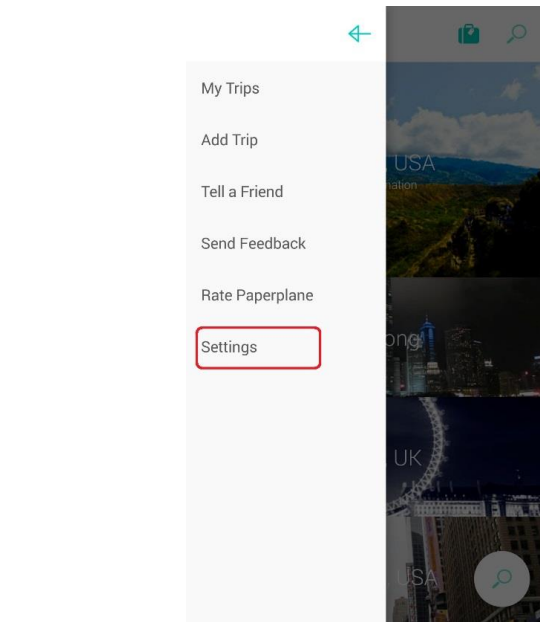 My Trips
Add Trip
Tell a Friend
Send Feedback
Rate Paperplane
Settings
USA
UK
USA